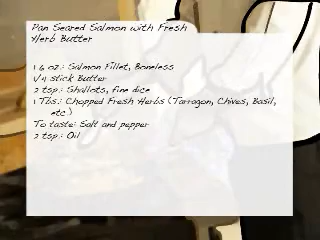 Pan Seared Salmon with Fresh
Herb Butter
1 6 oz.: Salmon Fillet, Boneless
1/4 stick Butter
2 tsp.: Shallots, fine dice
1 Tbs.: Chopped Fresh Herbs (Tarragon, Chives, Basil,
etc.)
To taste: Salt and pepper
2 tsp.: Oil